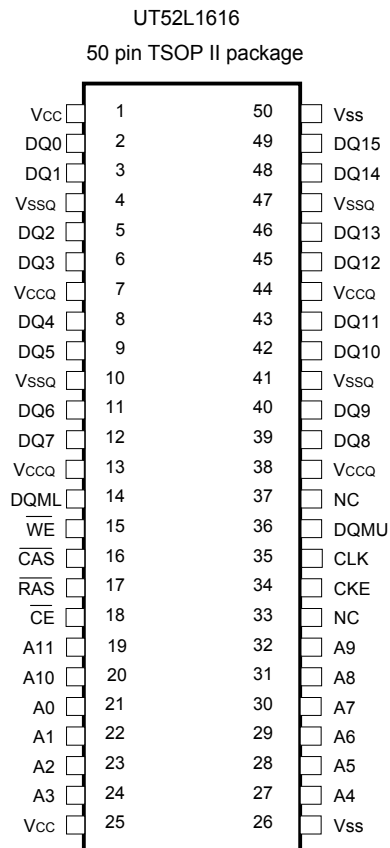 UT52L1616
50 pin TSOP II package
Vcc 1 50 Vss
DQ0 2 49 DQ15
DQ1 3 48 DQ14
VssQ 4 47 VssQ
DQ2 5 46 DQ13
DQ3 6 45 DQ12
VccQ 7 44 VccQ
DQ4 8 43 DQ11
DQ5 9 42 DQ10
VssQ 10 41 VssQ
DQ6 11 40 DQ9
DQ7 12 39 DQ8
VccQ 13 38 VccQ
DQML 14 37 NC
W̅E̅ 15 36 DQMU
C̅A̅S̅ 16 35 CLK
R̅A̅S̅ 17 34 CKE
C̅E̅ 18 33 NC
A11 19 32 A9
A10 20 31 A8
A0 21 30 A7
A1 22 29 A6
A2 23 28 A5
A3 24 27 A4
Vcc 25 26 Vss